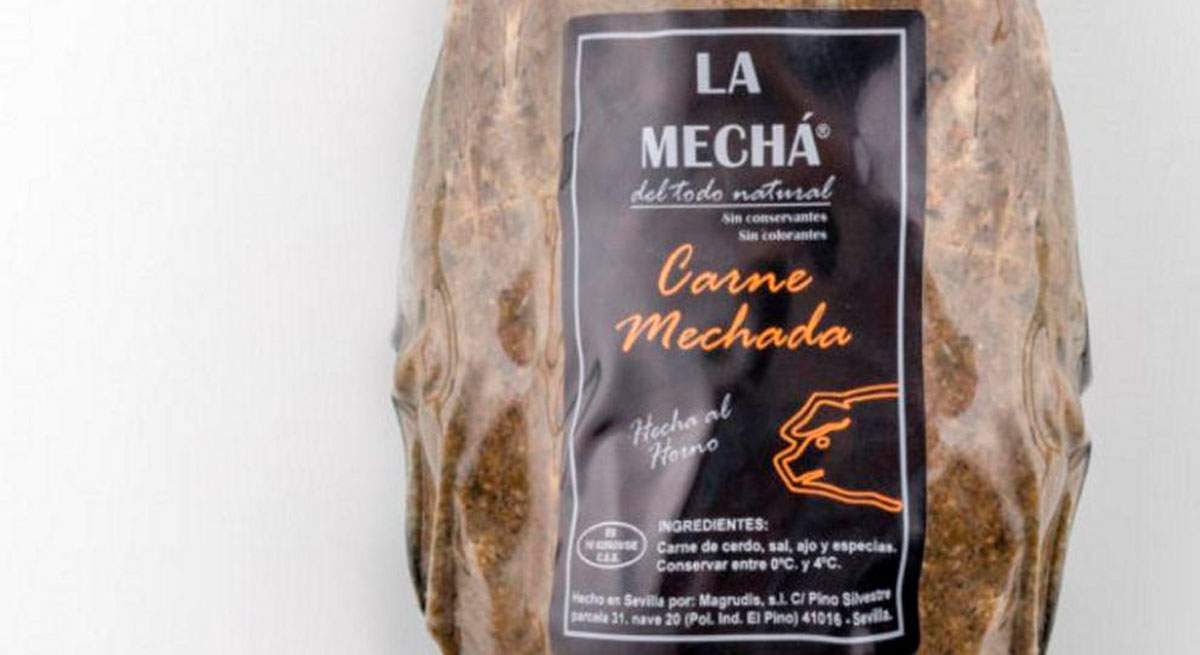 LA
MECHÁ®
del todo natural
Sin conservantes
Sin colorantes
Carne
Mechada
Hecha al
Horno
ES
C.E.E.
INGREDIENTES:
Carne de cerdo, sal, ajo y especias.
Conservar entre 0ºC. y 4ºC.
Hecho en Sevilla por: Magrudis, s.l. C/ Pino Silvestre
parcela 31. nave 20 (Pol. Ind. El Pino) 41016 - Sevilla.